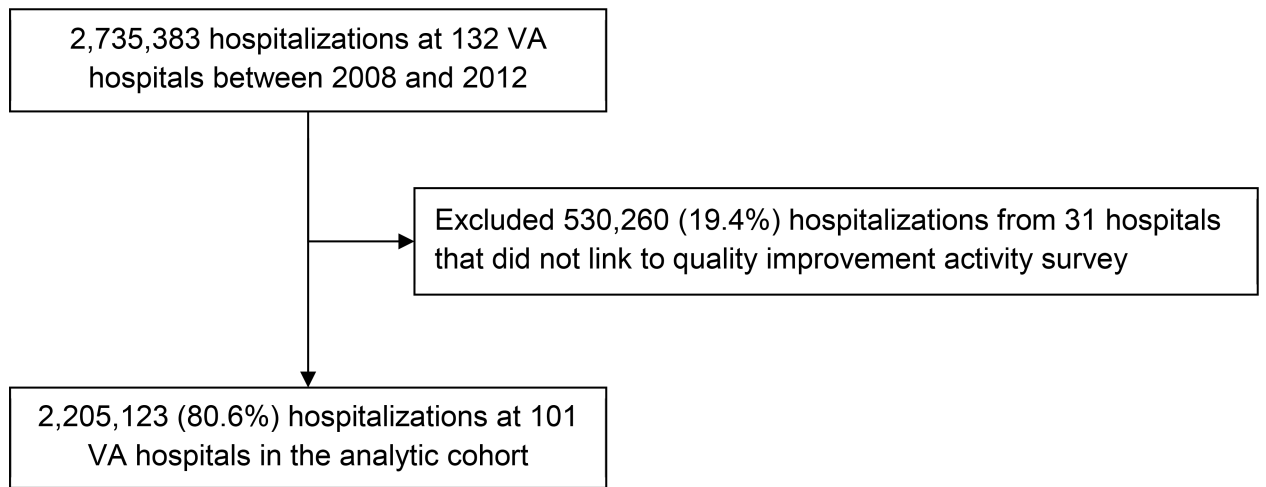 2,735,383 hospitalizations at 132 VA
hospitals between 2008 and 2012
Excluded 530,260 (19.4%) hospitalizations from 31 hospitals
that did not link to quality improvement activity survey
2,205,123 (80.6%) hospitalizations at 101
VA hospitals in the analytic cohort